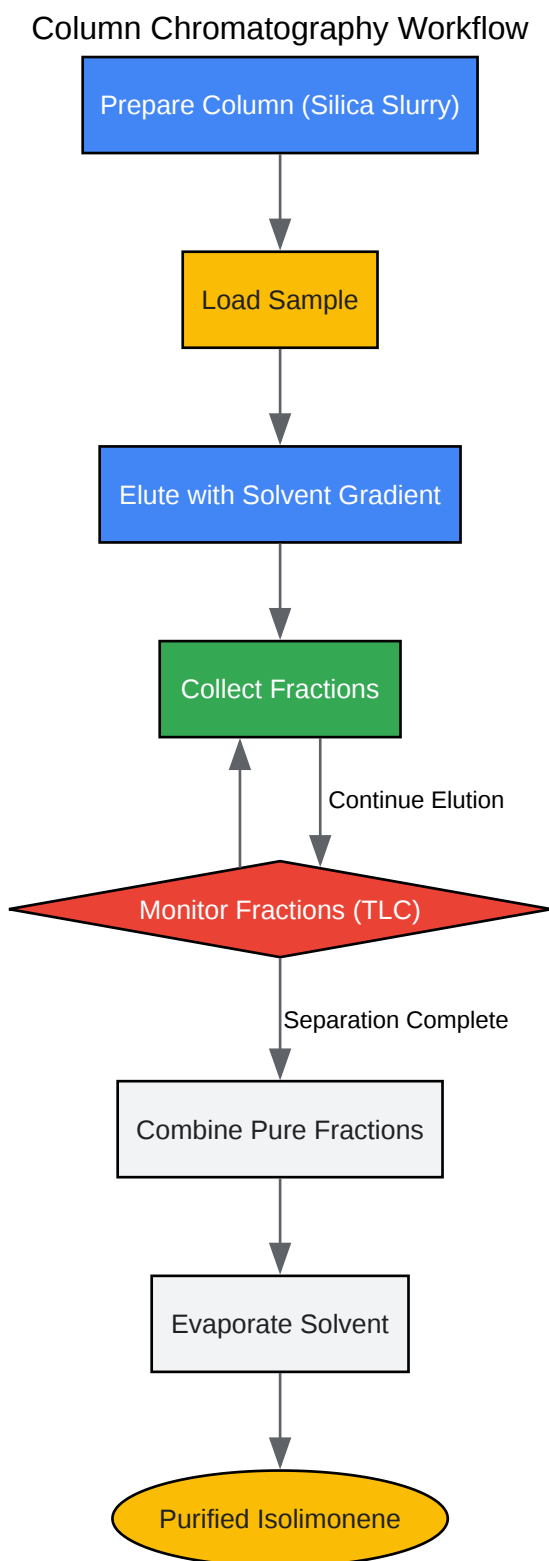 Column Chromatography Workflow
Prepare Column (Silica Slurry)
Load Sample
Elute with Solvent Gradient
Collect Fractions
Continue Elution
Monitor Fractions (TLC)
Separation Complete
Combine Pure Fractions
Evaporate Solvent
Purified Isolimonene